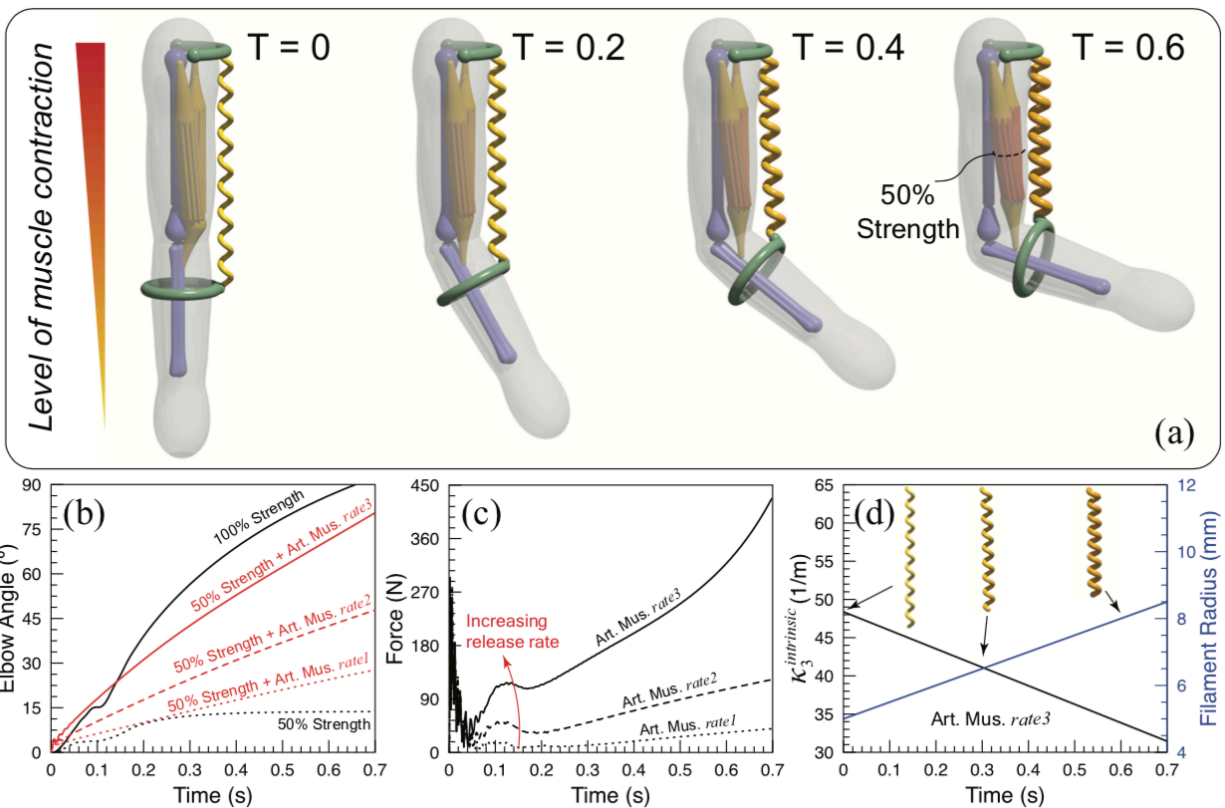 Level of muscle contraction
T = 0
T = 0.2
T = 0.4
T = 0.6
50%
Strength
(a)
(b)
90
75
60
45
30
15
0
Elbow Angle (º)
100% Strength
50% Strength + Art. Mus. rate3
50% Strength + Art. Mus. rate2
50% Strength + Art. Mus. rate1
50% Strength
0 0.1 0.2 0.3 0.4 0.5 0.6 0.7
Time (s)
(c)
450
360
270
180
90
0
Force (N)
Increasing
release rate
Art. Mus. rate3
Art. Mus. rate2
Art. Mus. rate1
0 0.1 0.2 0.3 0.4 0.5 0.6 0.7
Time (s)
(d)
65
60
55
50
45
40
35
30
κ₃ⁱⁿᵗʳⁱⁿˢⁱᶜ (1/m)
Art. Mus. rate3
12
10
8
6
4
Filament Radius (mm)
0 0.1 0.2 0.3 0.4 0.5 0.6 0.7
Time (s)